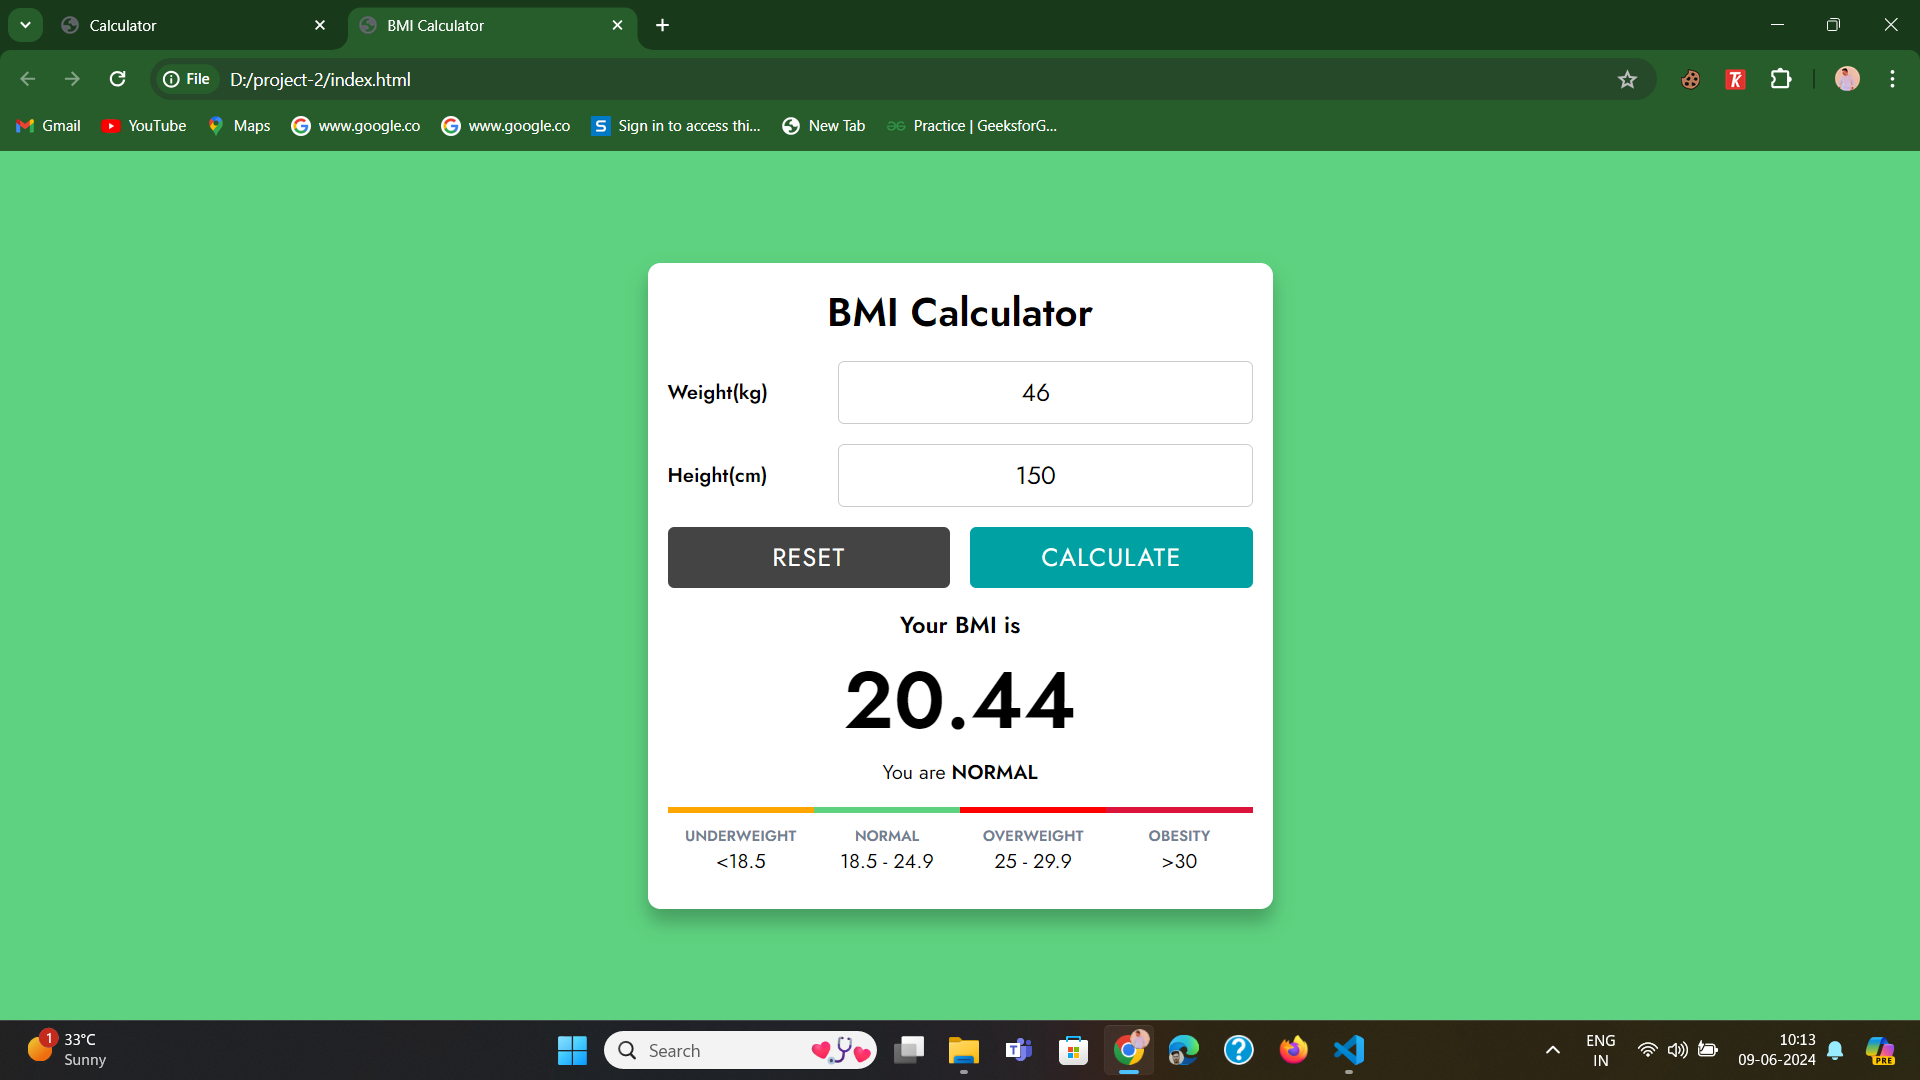 Calculator
BMI Calculator
File D:/project-2/index.html
TK
Gmail YouTube Maps www.google.co www.google.co S Sign in to access thi... New Tab Practice | GeeksforG...
BMI Calculator
Weight(kg) 46
Height(cm) 150
RESET CALCULATE
Your BMI is
20.44
You are NORMAL
UNDERWEIGHT NORMAL OVERWEIGHT OBESITY
<18.5 18.5 - 24.9 25 - 29.9 >30
1 33°C
Sunny
Search
ENG
IN
10:13
09-06-2024
PRE